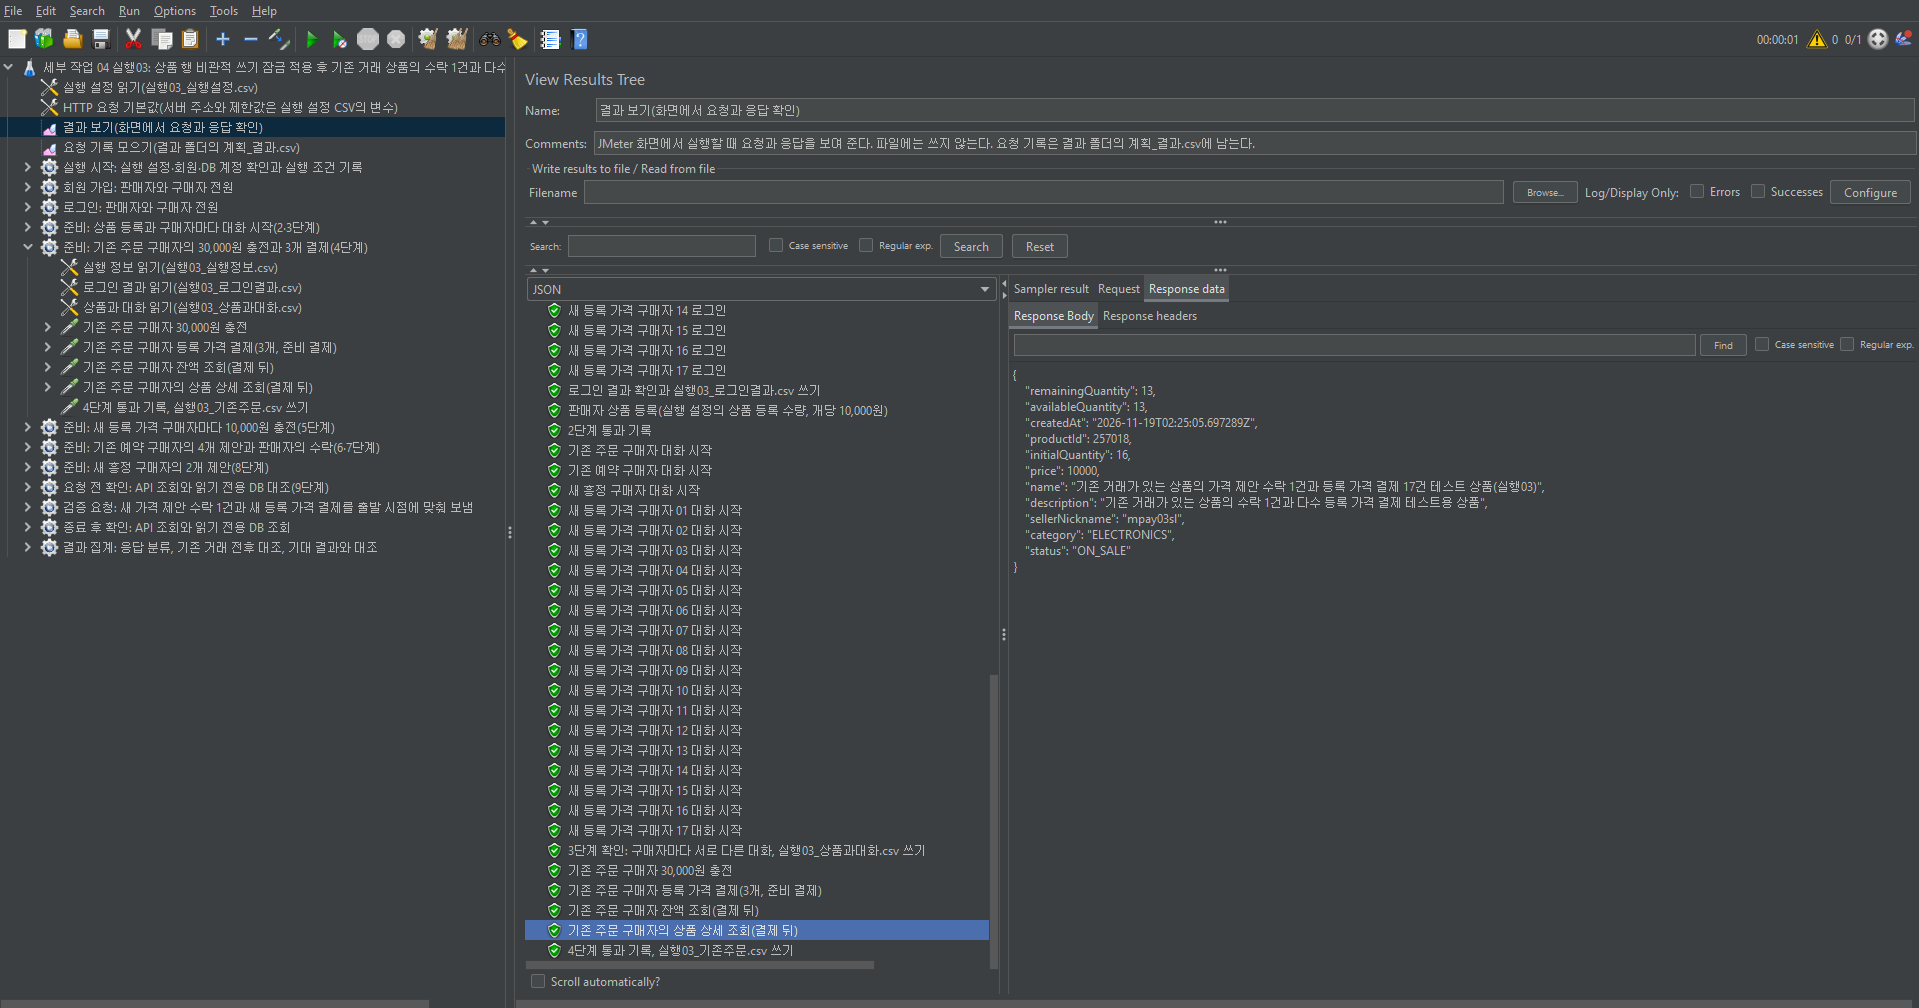 File Edit Search Run Options Tools Help
00:00:01 0 0/1
세부 작업 04 실행03: 상품 행 비관적 쓰기 잠금 적용 후 기존 거래 상품의 수락 1건과 다수
실행 설정 읽기(실행03_실행설정.csv)
HTTP 요청 기본값(서버 주소와 제한값은 실행 설정 CSV의 변수)
결과 보기(화면에서 요청과 응답 확인)
요청 기록 모으기(결과 폴더의 계획_결과.csv)
실행 시작: 실행 설정·회원·DB 계정 확인과 실행 조건 기록
회원 가입: 판매자와 구매자 전원
로그인: 판매자와 구매자 전원
준비: 상품 등록과 구매자마다 대화 시작(2·3단계)
준비: 기존 주문 구매자의 30,000원 충전과 3개 결제(4단계)
실행 정보 읽기(실행03_실행정보.csv)
로그인 결과 읽기(실행03_로그인결과.csv)
상품과 대화 읽기(실행03_상품과대화.csv)
기존 주문 구매자 30,000원 충전
기존 주문 구매자 등록 가격 결제(3개, 준비 결제)
기존 주문 구매자 잔액 조회(결제 뒤)
기존 주문 구매자의 상품 상세 조회(결제 뒤)
4단계 통과 기록, 실행03_기존주문.csv 쓰기
준비: 새 등록 가격 구매자마다 10,000원 충전(5단계)
준비: 기존 예약 구매자의 4개 제안과 판매자의 수락(6·7단계)
준비: 새 흥정 구매자의 2개 제안(8단계)
요청 전 확인: API 조회와 읽기 전용 DB 대조(9단계)
검증 요청: 새 가격 제안 수락 1건과 새 등록 가격 결제를 출발 시점에 맞춰 보냄
종료 후 확인: API 조회와 읽기 전용 DB 조회
결과 집계: 응답 분류, 기존 거래 전후 대조, 기대 결과와 대조
View Results Tree
Name: 결과 보기(화면에서 요청과 응답 확인)
Comments: JMeter 화면에서 실행할 때 요청과 응답을 보여 준다. 파일에는 쓰지 않는다. 요청 기록은 결과 폴더의 계획_결과.csv에 남는다.
Write results to file / Read from file
Filename Browse... Log/Display Only: Errors Successes Configure
Search: Case sensitive Regular exp. Search Reset
JSON
새 등록 가격 구매자 14 로그인
새 등록 가격 구매자 15 로그인
새 등록 가격 구매자 16 로그인
새 등록 가격 구매자 17 로그인
로그인 결과 확인과 실행03_로그인결과.csv 쓰기
판매자 상품 등록(실행 설정의 상품 등록 수량, 개당 10,000원)
2단계 통과 기록
기존 주문 구매자 대화 시작
기존 예약 구매자 대화 시작
새 흥정 구매자 대화 시작
새 등록 가격 구매자 01 대화 시작
새 등록 가격 구매자 02 대화 시작
새 등록 가격 구매자 03 대화 시작
새 등록 가격 구매자 04 대화 시작
새 등록 가격 구매자 05 대화 시작
새 등록 가격 구매자 06 대화 시작
새 등록 가격 구매자 07 대화 시작
새 등록 가격 구매자 08 대화 시작
새 등록 가격 구매자 09 대화 시작
새 등록 가격 구매자 10 대화 시작
새 등록 가격 구매자 11 대화 시작
새 등록 가격 구매자 12 대화 시작
새 등록 가격 구매자 13 대화 시작
새 등록 가격 구매자 14 대화 시작
새 등록 가격 구매자 15 대화 시작
새 등록 가격 구매자 16 대화 시작
새 등록 가격 구매자 17 대화 시작
3단계 확인: 구매자마다 서로 다른 대화, 실행03_상품과대화.csv 쓰기
기존 주문 구매자 30,000원 충전
기존 주문 구매자 등록 가격 결제(3개, 준비 결제)
기존 주문 구매자 잔액 조회(결제 뒤)
기존 주문 구매자의 상품 상세 조회(결제 뒤)
4단계 통과 기록, 실행03_기존주문.csv 쓰기
Scroll automatically?
Sampler result Request Response data
Response Body Response headers
Find Case sensitive Regular exp.
{
"remainingQuantity": 13,
"availableQuantity": 13,
"createdAt": "2026-11-19T02:25:05.697289Z",
"productId": 257018,
"initialQuantity": 16,
"price": 10000,
"name": "기존 거래가 있는 상품의 가격 제안 수락 1건과 등록 가격 결제 17건 테스트 상품(실행03)",
"description": "기존 거래가 있는 상품의 수락 1건과 다수 등록 가격 결제 테스트용 상품",
"sellerNickname": "mpay03sl",
"category": "ELECTRONICS",
"status": "ON_SALE"
}